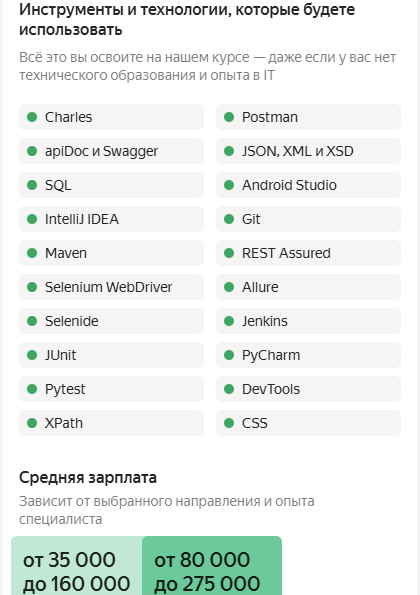 Инструменты и технологии, которые будете
использовать
Всё это вы освоите на нашем курсе — даже если у вас нет
технического образования и опыта в IT
Charles
Postman
apiDoc и Swagger
JSON, XML и XSD
SQL
Android Studio
IntelliJ IDEA
Git
Maven
REST Assured
Selenium WebDriver
Allure
Selenide
Jenkins
JUnit
PyCharm
Pytest
DevTools
XPath
CSS
Средняя зарплата
Зависит от выбранного направления и опыта
специалиста
от 35 000
до 160 000
от 80 000
до 275 000